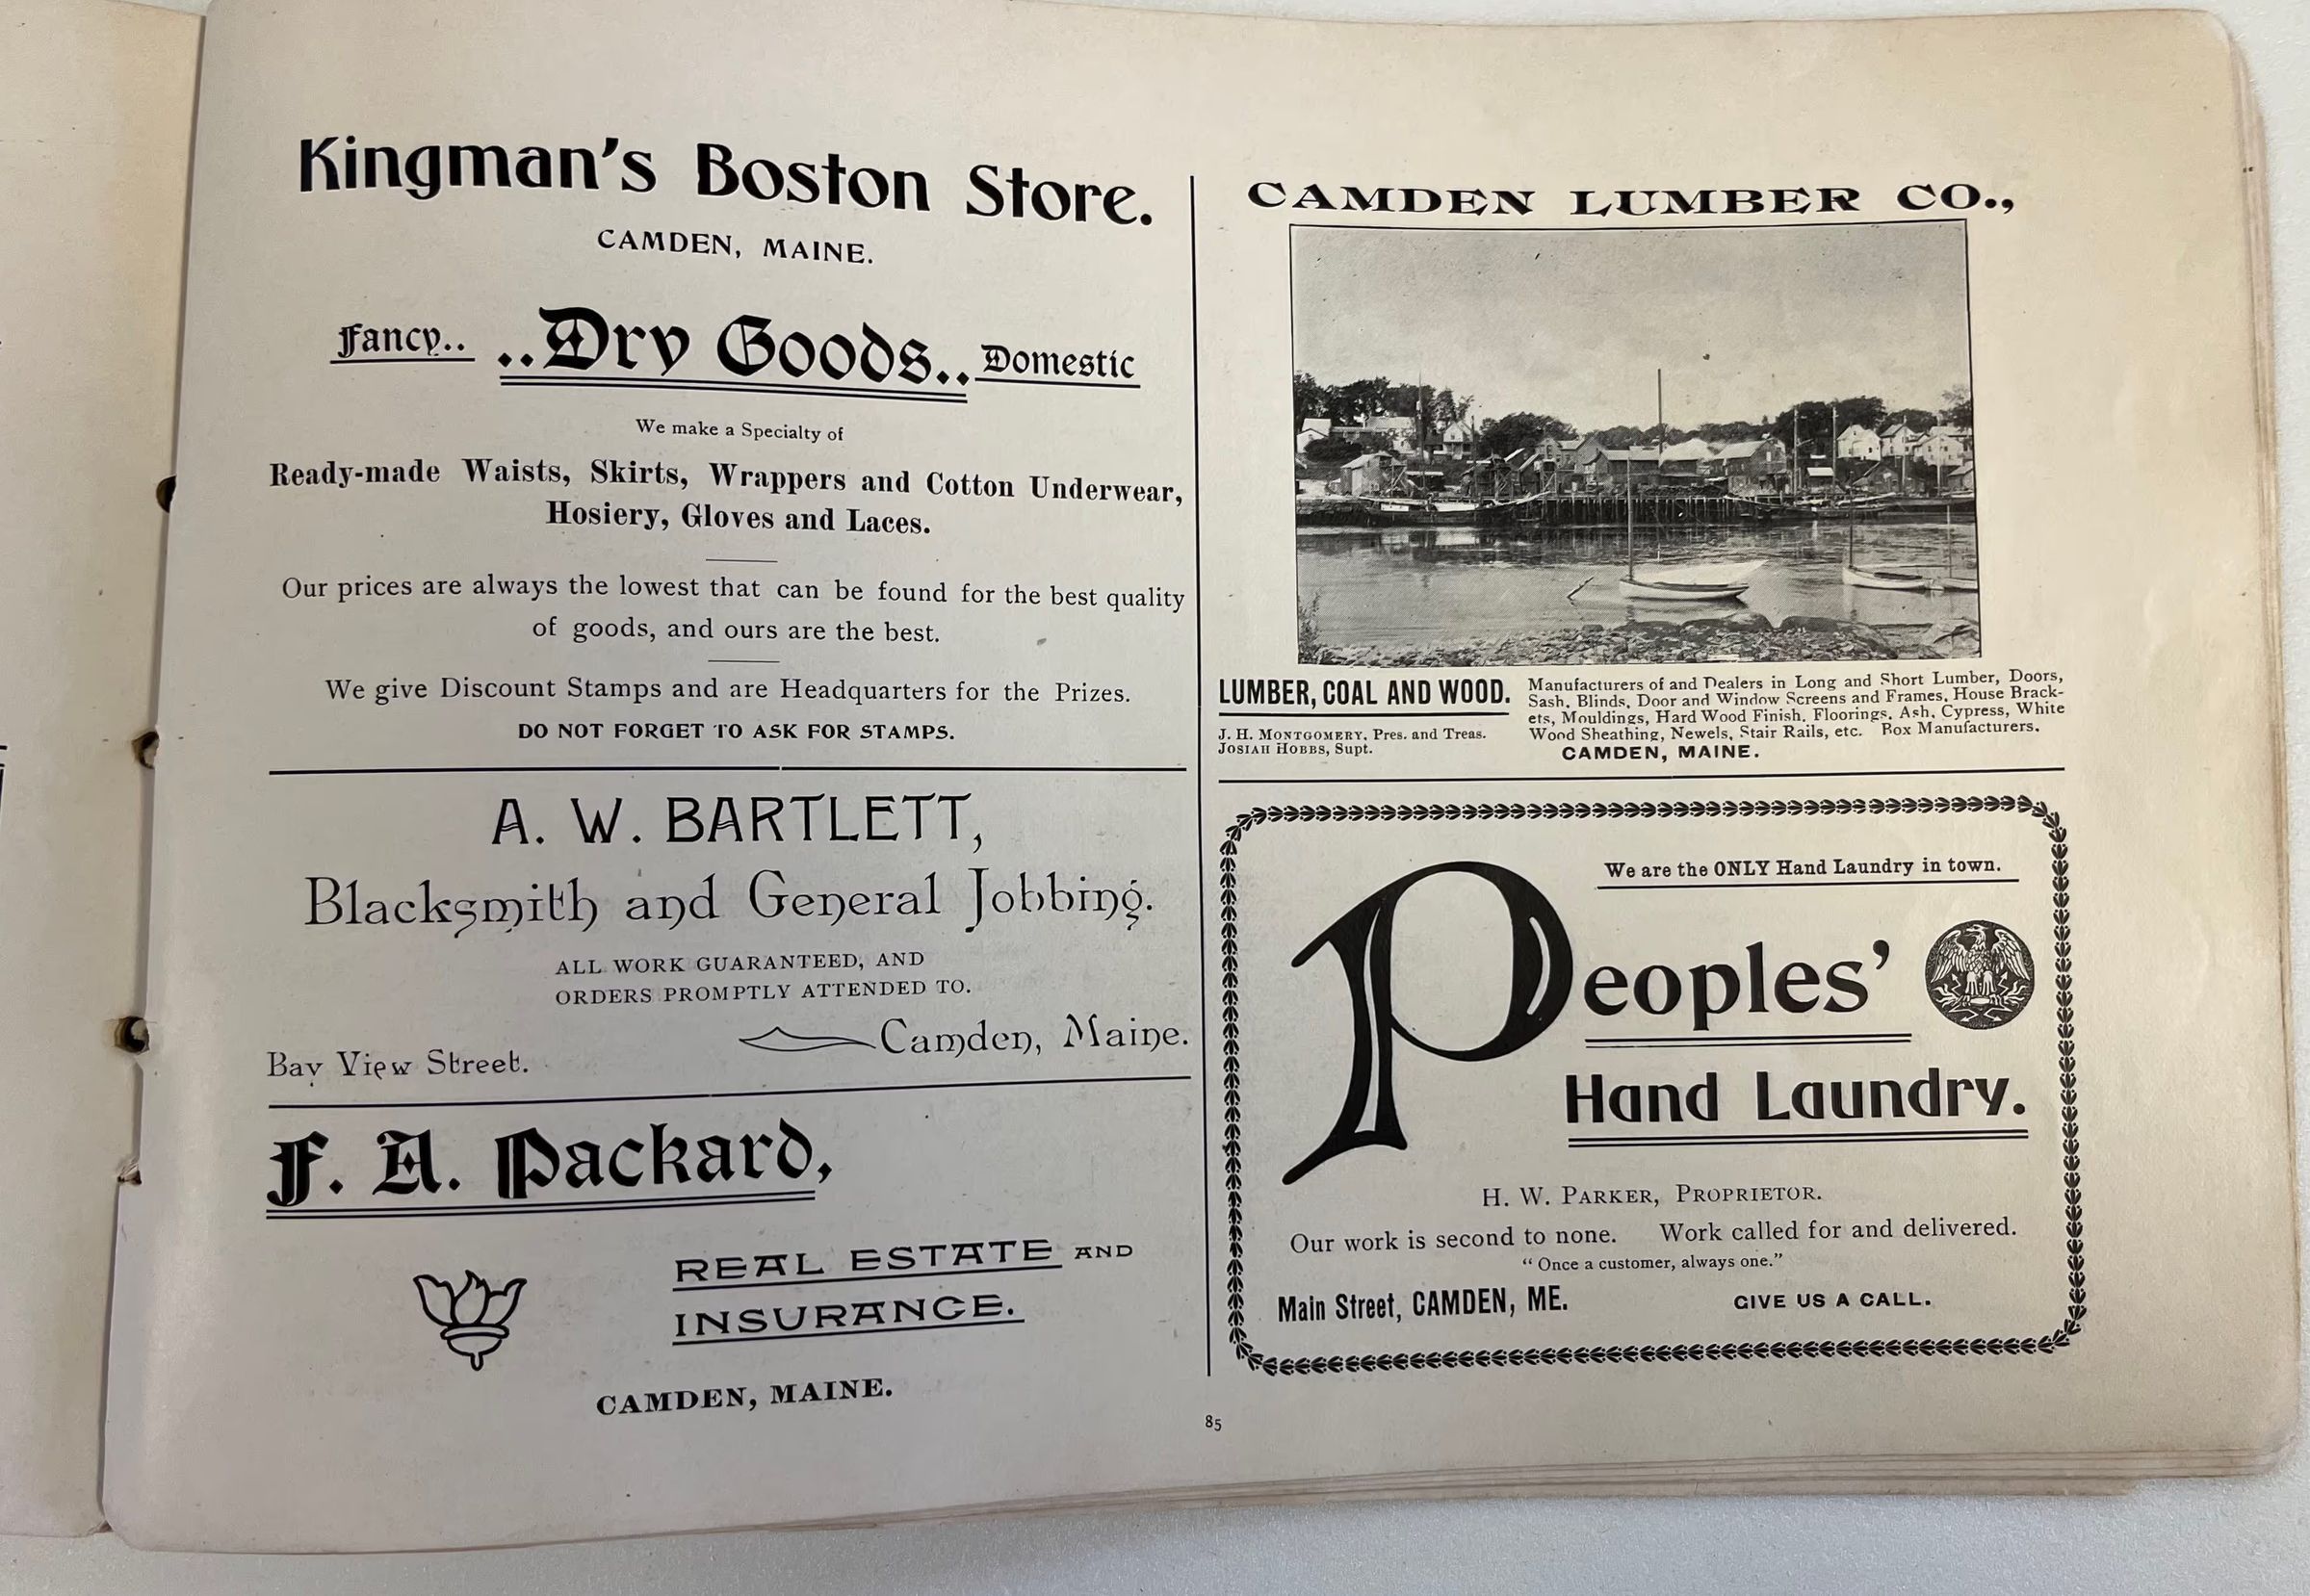 Kingman's Boston Store.
CAMDEN, MAINE.
Fancy.. ..Dry Goods.. Domestic
We make a Specialty of
Ready-made Waists, Skirts, Wrappers and Cotton Underwear,
Hosiery, Gloves and Laces.
Our prices are always the lowest that can be found for the best quality
of goods, and ours are the best.
We give Discount Stamps and are Headquarters for the Prizes.
DO NOT FORGET TO ASK FOR STAMPS.
A. W. BARTLETT,
Blacksmith and General Jobbing.
ALL WORK GUARANTEED, AND
ORDERS PROMPTLY ATTENDED TO.
Bay View Street. Camden, Maine.
F. A. Packard,
REAL ESTATE AND
INSURANCE.
CAMDEN, MAINE.
CAMDEN LUMBER CO.,
LUMBER, COAL AND WOOD.
J. H. MONTGOMERY, Pres. and Treas.
JOSIAH HOBBS, Supt.
Manufacturers of and Dealers in Long and Short Lumber, Doors,
Sash, Blinds, Door and Window Screens and Frames, House Brack-
ets, Mouldings, Hard Wood Finish, Floorings, Ash, Cypress, White
Wood Sheathing, Newels, Stair Rails, etc. Box Manufacturers.
CAMDEN, MAINE.
We are the ONLY Hand Laundry in town.
Peoples'
Hand Laundry.
H. W. PARKER, PROPRIETOR.
Our work is second to none. Work called for and delivered.
"Once a customer, always one."
Main Street, CAMDEN, ME. GIVE US A CALL.
85